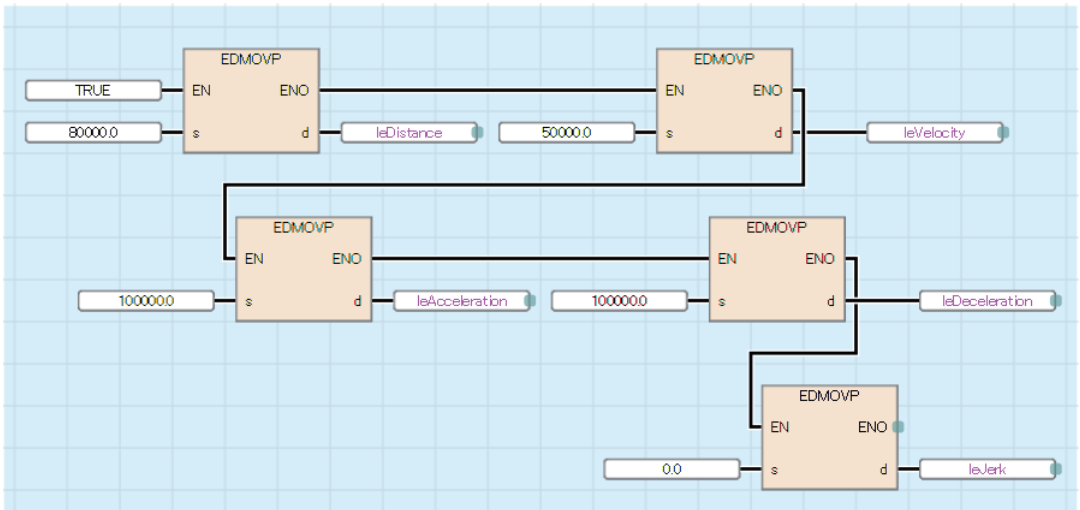 EDMOVP EDMOVP
TRUE EN ENO EN ENO
80000.0 s d leDistance 50000.0 s d leVelocity
EDMOVP EDMOVP
EN ENO EN ENO
100000.0 s d leAcceleration 100000.0 s d leDeceleration
EDMOVP
EN ENO
0.0 s d leJerk